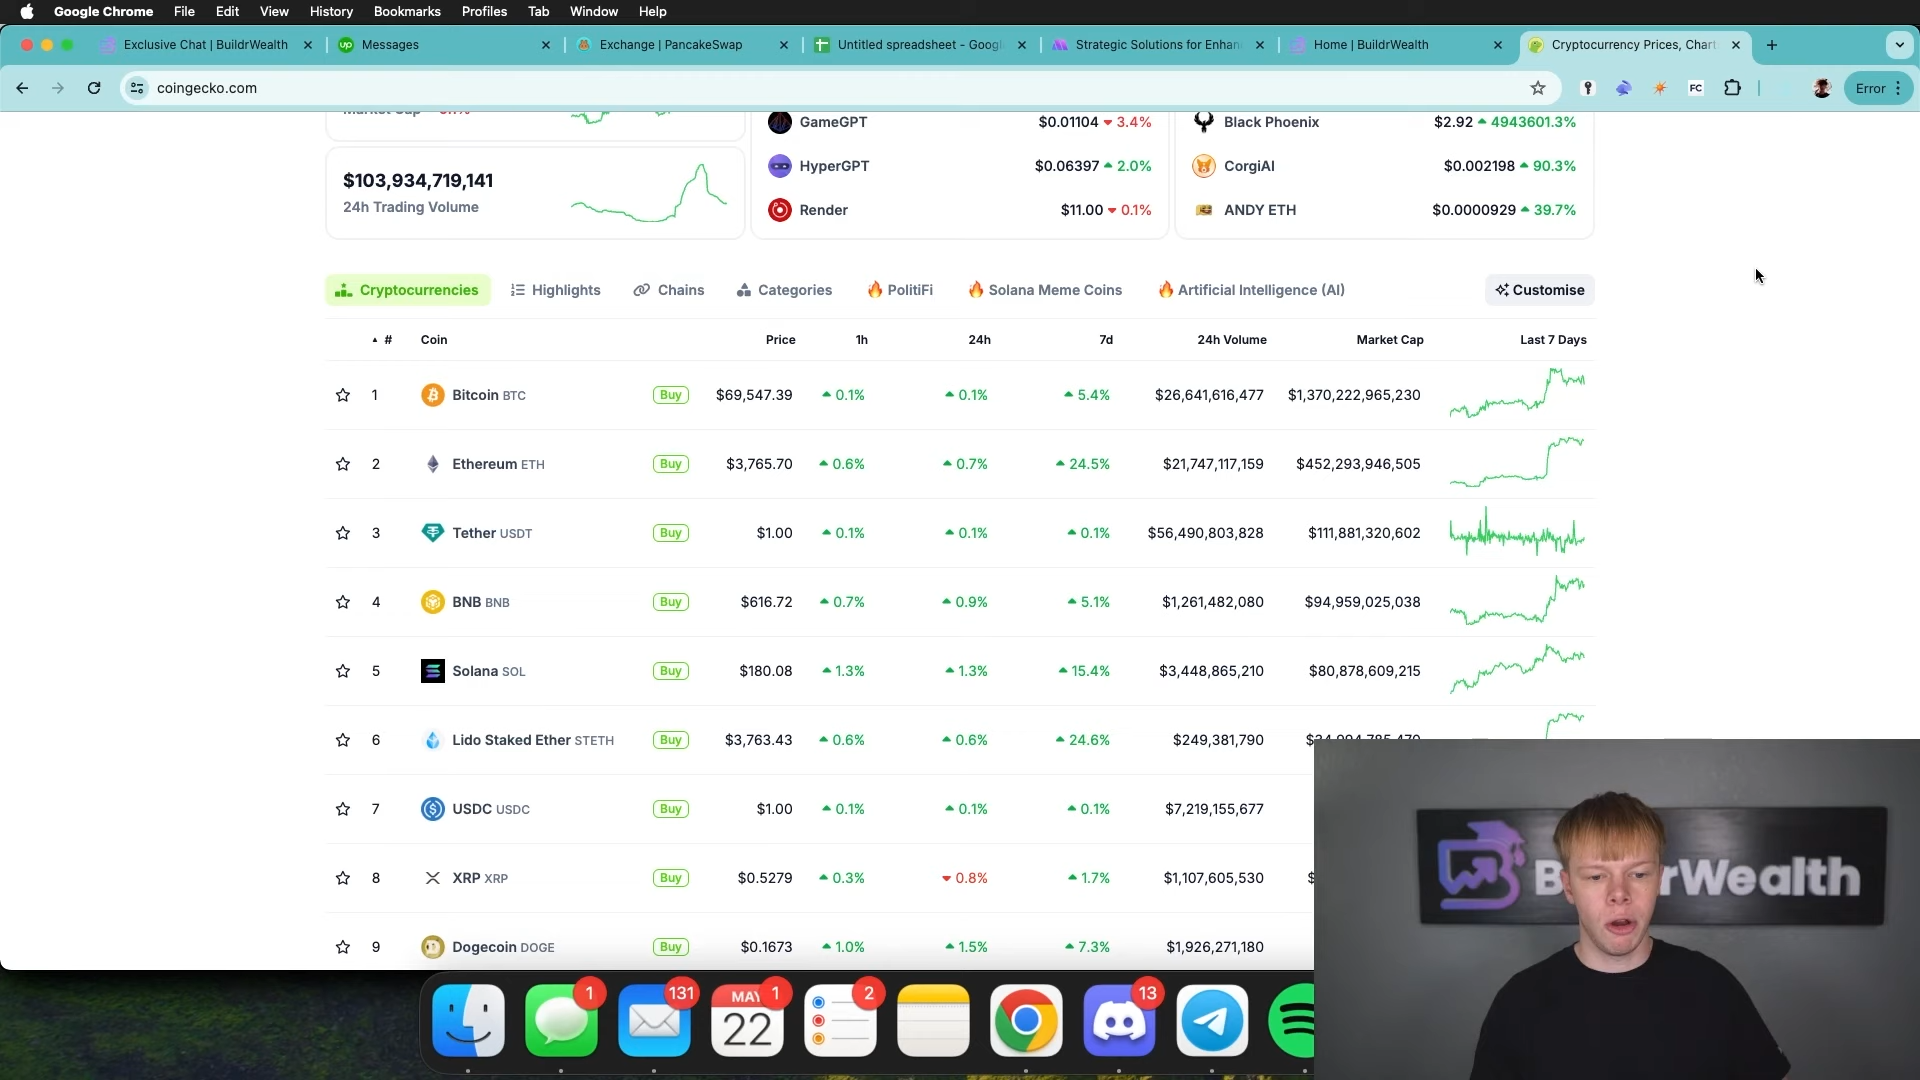 Google Chrome File Edit View History Bookmarks Profiles Tab Window Help
Exclusive Chat | BuildrWealth Messages Exchange | PancakeSwap Untitled spreadsheet - Googl Strategic Solutions for Enhan Home | BuildrWealth Cryptocurrency Prices, Chart
up
coingecko.com FC Error
GameGPT $0.01104 3.4% Black Phoenix $2.92 4943601.3%
$103,934,719,141
24h Trading Volume
HyperGPT $0.06397 2.0% CorgiAI $0.002198 90.3%
Render $11.00 0.1% ANDY ETH $0.0000929 39.7%
Cryptocurrencies Highlights Chains Categories PolitiFi Solana Meme Coins Artificial Intelligence (AI) Customise
# Coin Price 1h 24h 7d 24h Volume Market Cap Last 7 Days
1 Bitcoin BTC Buy $69,547.39 0.1% 0.1% 5.4% $26,641,616,477 $1,370,222,965,230
2 Ethereum ETH Buy $3,765.70 0.6% 0.7% 24.5% $21,747,117,159 $452,293,946,505
3 Tether USDT Buy $1.00 0.1% 0.1% 0.1% $56,490,803,828 $111,881,320,602
4 BNB BNB Buy $616.72 0.7% 0.9% 5.1% $1,261,482,080 $94,959,025,038
5 Solana SOL Buy $180.08 1.3% 1.3% 15.4% $3,448,865,210 $80,878,609,215
6 Lido Staked Ether STETH Buy $3,763.43 0.6% 0.6% 24.6% $249,381,790
7 USDC USDC Buy $1.00 0.1% 0.1% 0.1% $7,219,155,677
8 XRP XRP Buy $0.5279 0.3% 0.8% 1.7% $1,107,605,530 $
9 Dogecoin DOGE Buy $0.1673 1.0% 1.5% 7.3% $1,926,271,180
B rWealth
1 131 MAY 1 2 13
22